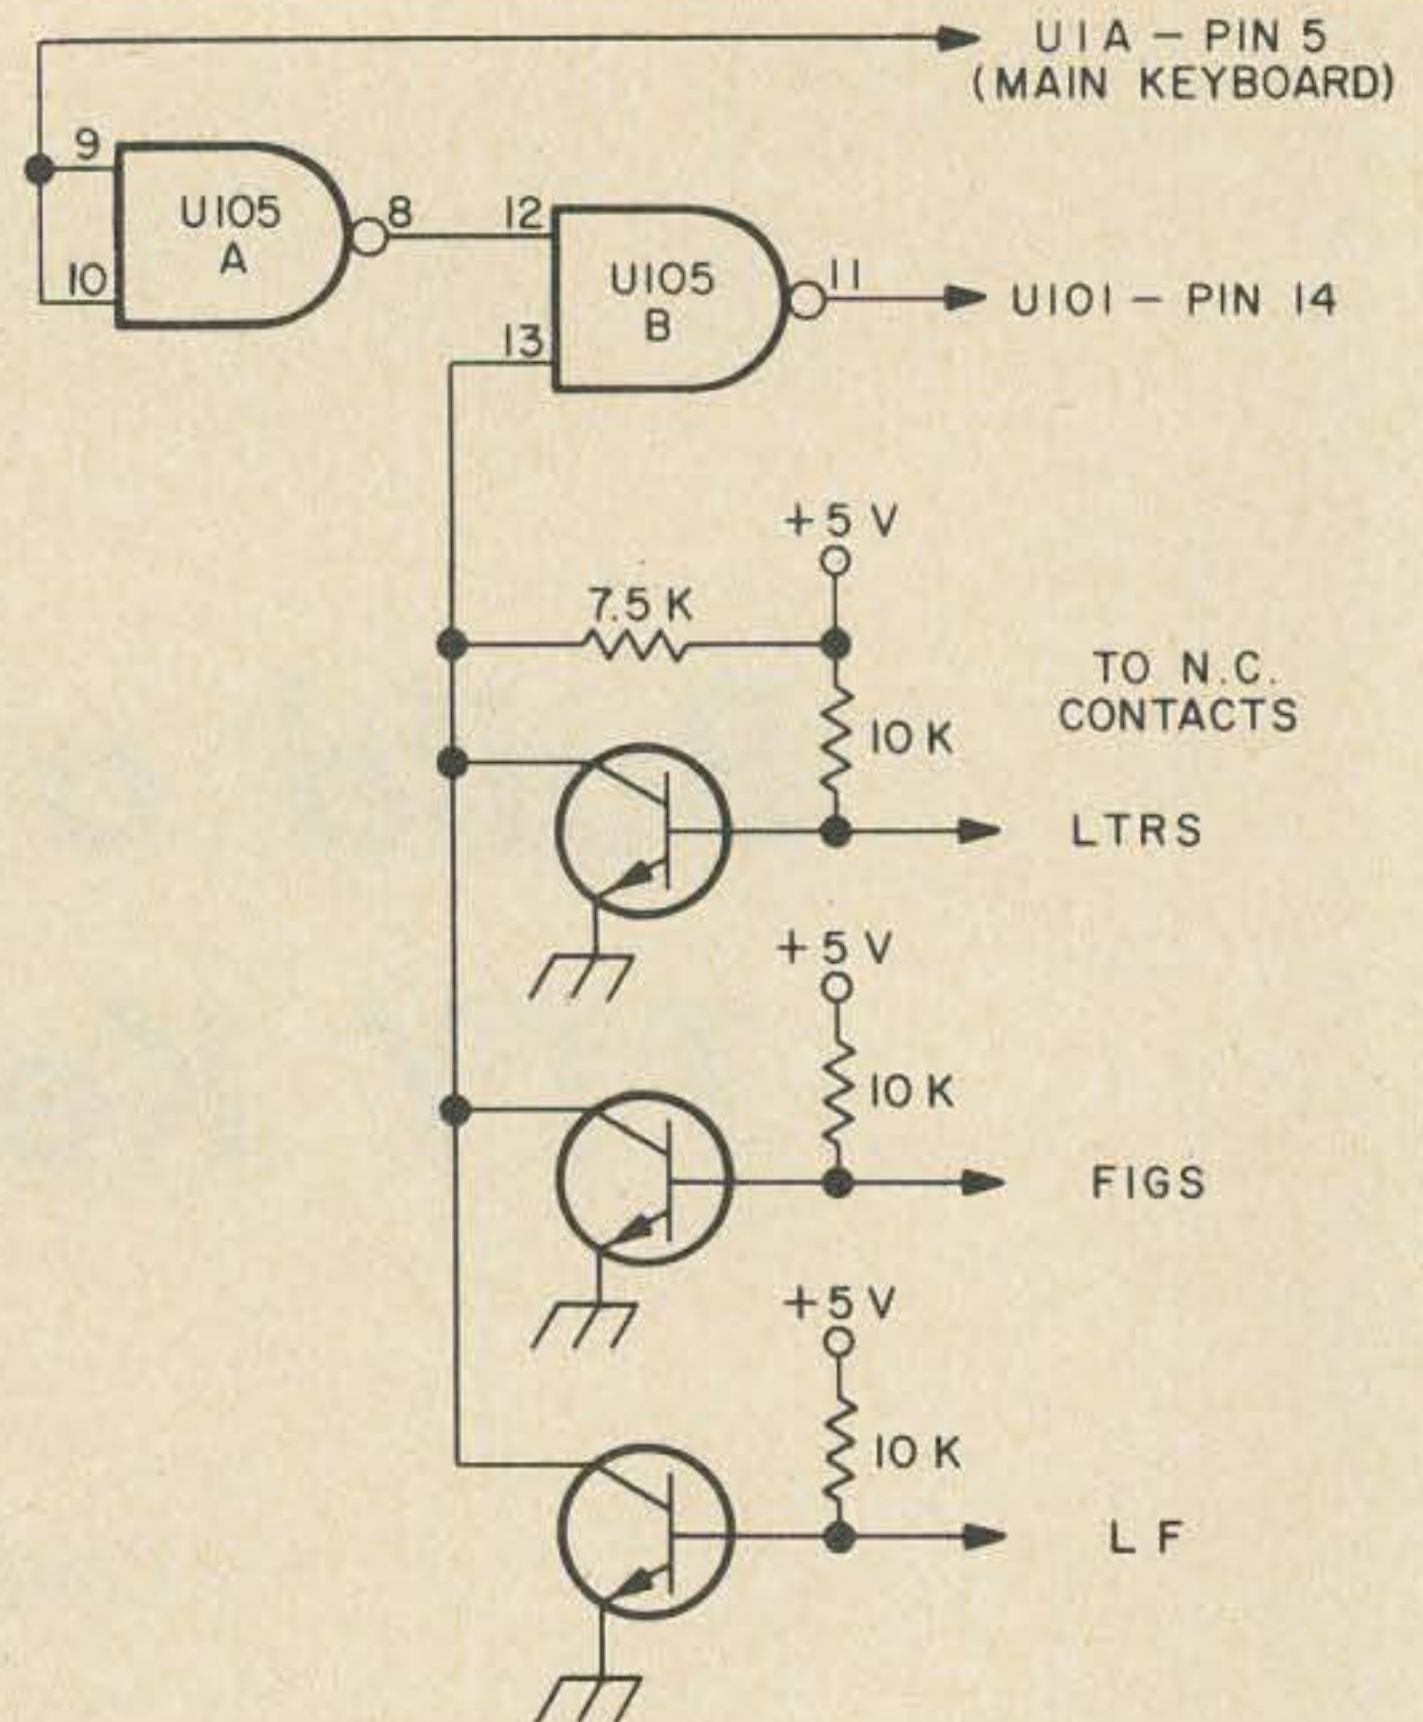 U1A – PIN 5
(MAIN KEYBOARD)
9
U105
A
8
12
10
U105
B
11
U101 – PIN 14
13
+5 V
7.5 K
TO N.C.
CONTACTS
10 K
LTRS
+5 V
10 K
FIGS
+5 V
10 K
LF